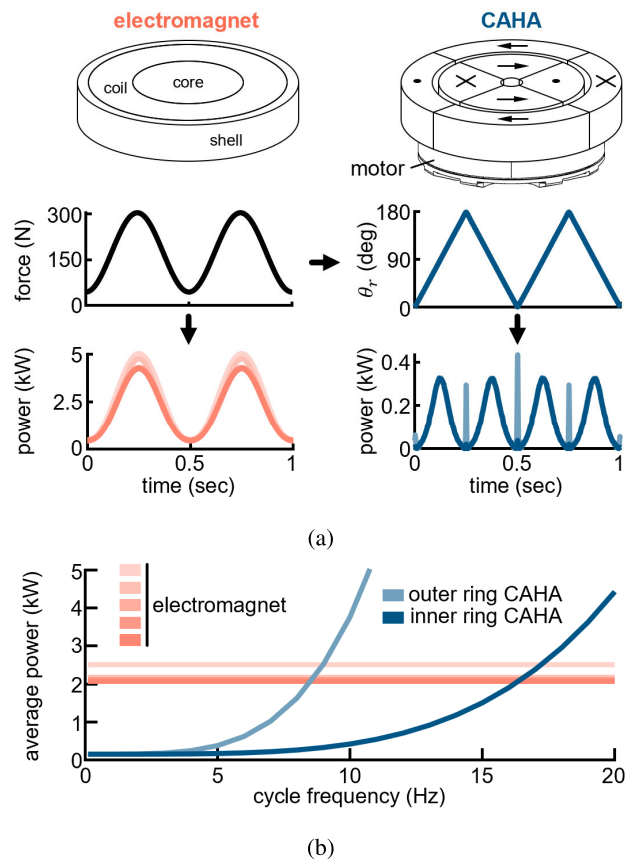 electromagnet
CAHA
coil
core
shell
motor
force (N)
300
150
0
θr (deg)
180
90
0
power (kW)
5
2.5
0
0
0.5
1
time (sec)
power (kW)
0.4
0.2
0
0
0.5
1
time (sec)
(a)
average power (kW)
5
4
3
2
1
0
electromagnet
outer ring CAHA
inner ring CAHA
0
5
10
15
20
cycle frequency (Hz)
(b)